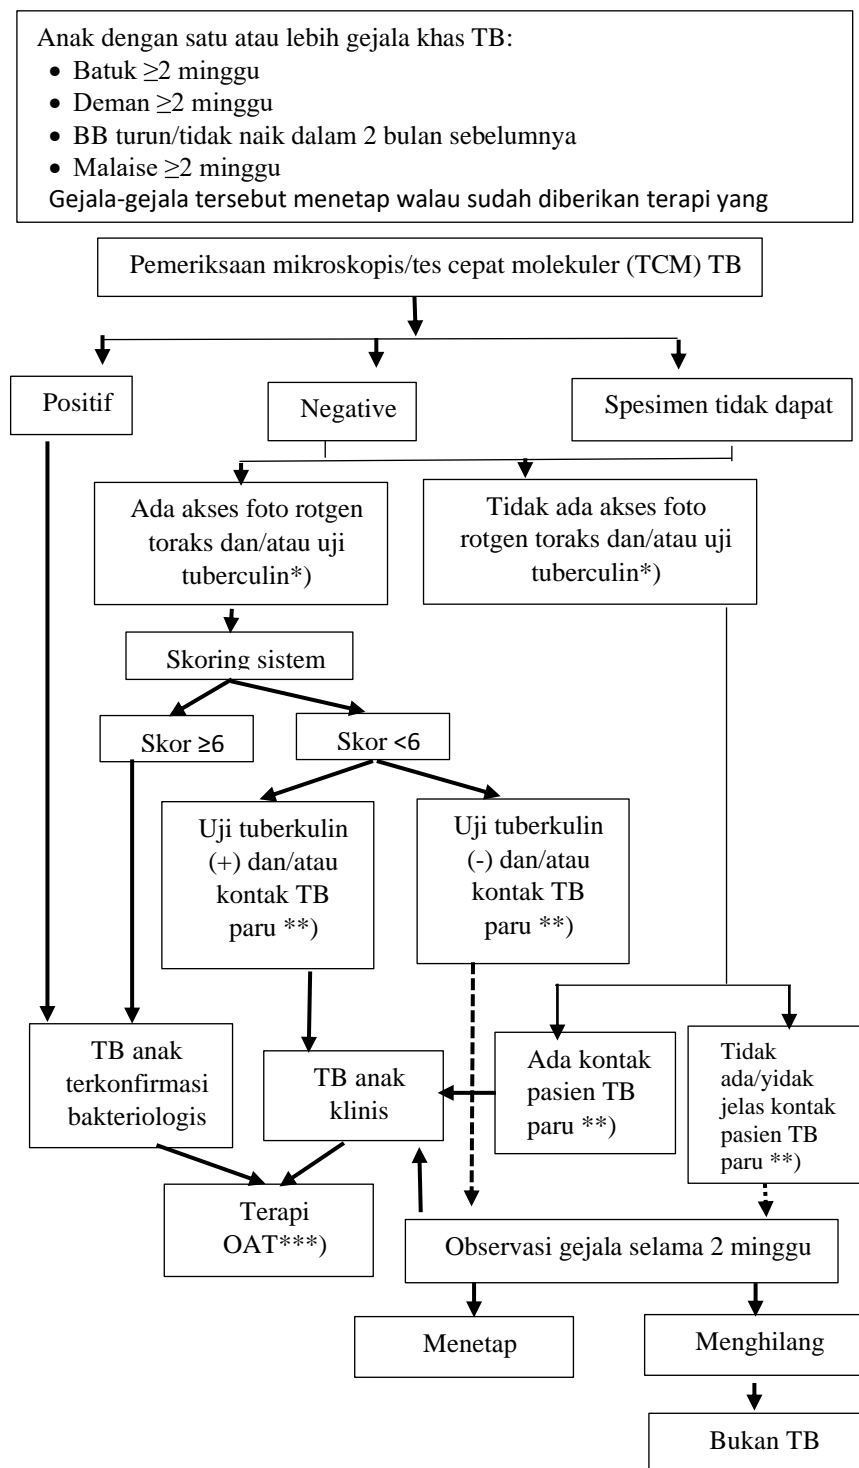 Anak dengan satu atau lebih gejala khas TB:
• Batuk ≥2 minggu
• Deman ≥2 minggu
• BB turun/tidak naik dalam 2 bulan sebelumnya
• Malaise ≥2 minggu
Gejala-gejala tersebut menetap walau sudah diberikan terapi yang
Pemeriksaan mikroskopis/tes cepat molekuler (TCM) TB
Positif
Negative
Spesimen tidak dapat
Ada akses foto rotgen
toraks dan/atau uji
tuberculin*)
Tidak ada akses foto
rotgen toraks dan/atau uji
tuberculin*)
Skoring sistem
Skor ≥6
Skor <6
Uji tuberkulin
(+) dan/atau
kontak TB
paru **)
Uji tuberkulin
(-) dan/atau
kontak TB
paru **)
TB anak
terkonfirmasi
bakteriologis
TB anak
klinis
Ada kontak
pasien TB
paru **)
Tidak
ada/yidak
jelas kontak
pasien TB
paru **)
Terapi
OAT***)
Observasi gejala selama 2 minggu
Menetap
Menghilang
Bukan TB